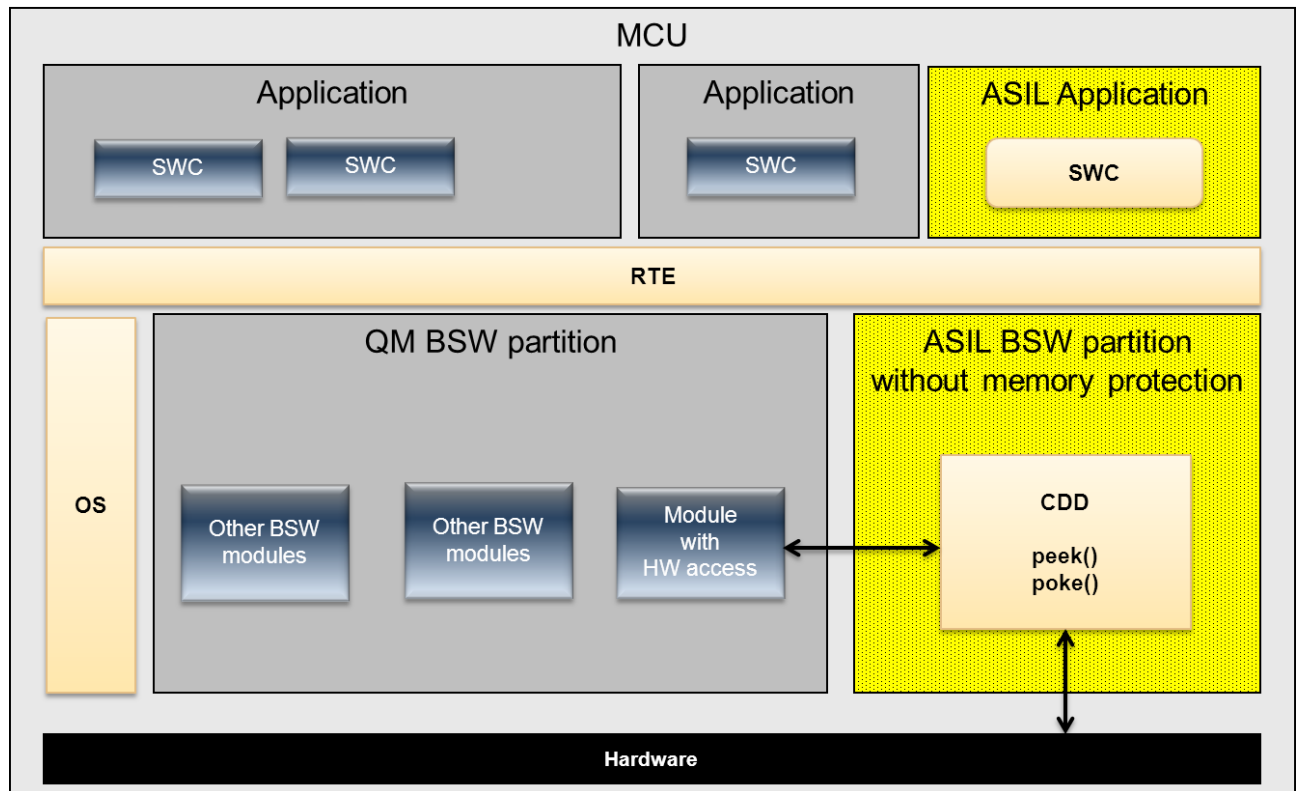 MCU
Application
SWC
SWC
Application
SWC
ASIL Application
SWC
RTE
OS
QM BSW partition
Other BSW
modules
Other BSW
modules
Module
with
HW access
ASIL BSW partition
without memory protection
CDD
peek()
poke()
Hardware